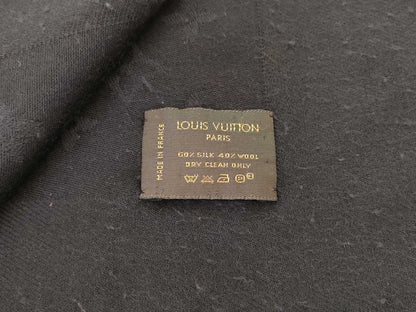 LOUIS VUITTON
PARIS
60% SILK 40% WOOL
DRY CLEAN ONLY
MADE IN FRANCE